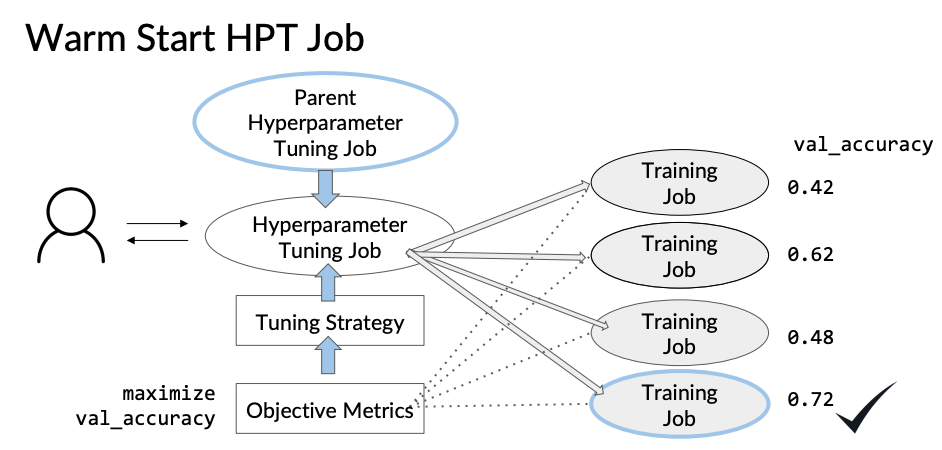 Warm Start HPT Job
Parent
Hyperparameter
Tuning Job
Hyperparameter
Tuning Job
Tuning Strategy
maximize
val_accuracy
Objective Metrics
val_accuracy
Training
Job
0.42
Training
Job
0.62
Training
Job
0.48
Training
Job
0.72